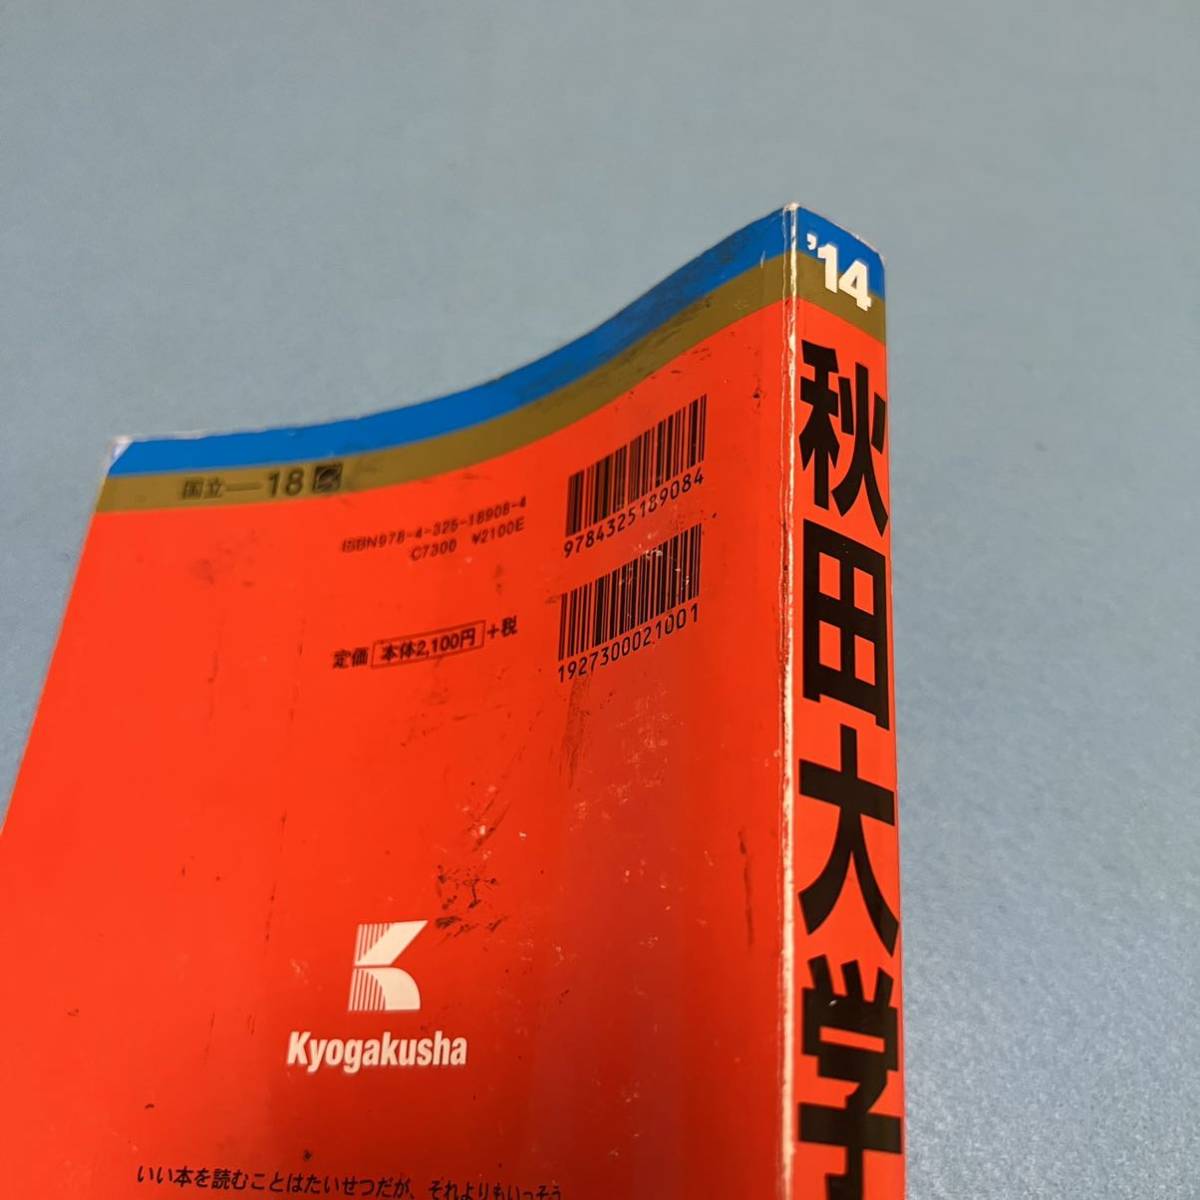 '14
秋田大学
国立—18
ISBN978-4-325-18908-4
C7300 ¥2100E
定価 本体2,100円 +税
9784325189084
1927300021001
Kyogakusha
いい本を読むことはたいせつだが、それよりもいっそう